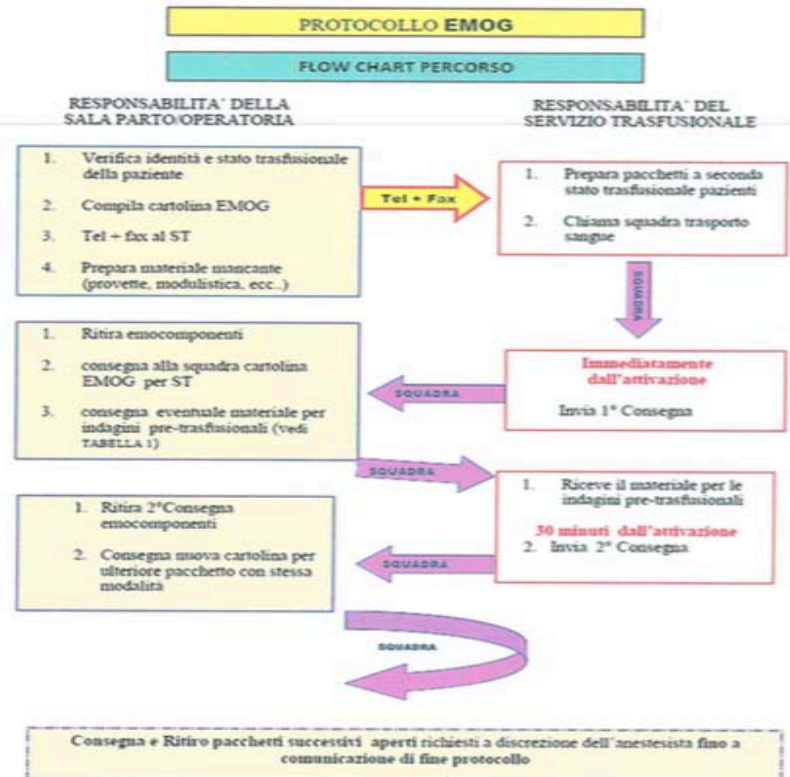 PROTOCOLLO EMOG
FLOW CHART PERCORSO
RESPONSABILITA' DELLA
SALA PARTO/OPERATORIA
RESPONSABILITA' DEL
SERVIZIO TRASFUSIONALE
1. Verifica identità e stato trasfusionale
della paziente
2. Compila cartolina EMOG
3. Tel + fax al ST
4. Prepara materiale mancante
(provette, modulistica, ecc..)
Tel + Fax
1. Prepara pacchetti a seconda
stato trasfusionale pazienti
2. Chiama squadra trasporto
sangue
SQUADRA
1. Ritira emocomponenti
2. consegna alla squadra cartolina
EMOG per ST
3. consegna eventuale materiale per
indagini pre-trasfusionali (vedi
TABELLA 1)
SQUADRA
Immediatamente
dall'attivazione
Invia 1° Consegna
SQUADRA
1. Riceve il materiale per le
indagini pre-trasfusionali
30 minuti dall'attivazione
2. Invia 2° Consegna
1. Ritira 2°Consegna
emocomponenti
2. Consegna nuova cartolina per
ulteriore pacchetto con stessa
modalità
SQUADRA
SQUADRA
Consegna e Ritiro pacchetti successivi aperti richiesti a discrezione dell'anestesista fino a
comunicazione di fine protocollo